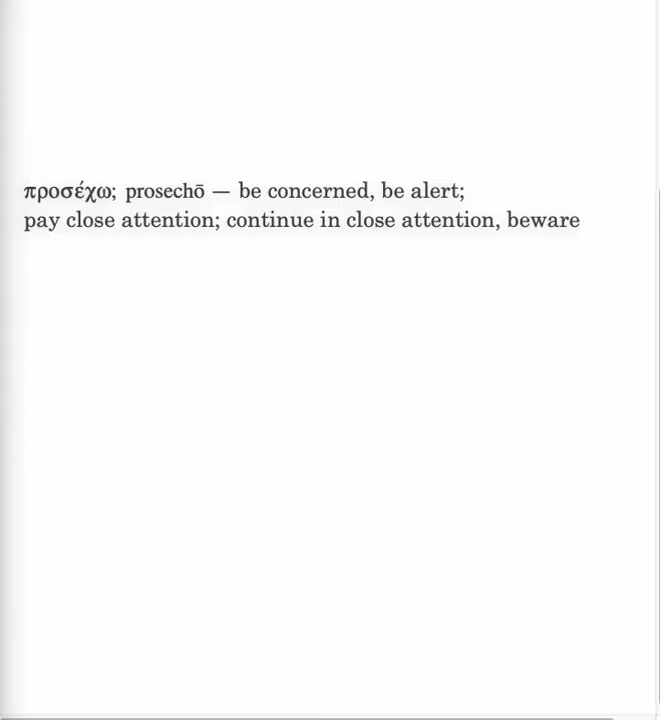 προσέχω; prosechō — be concerned, be alert;
pay close attention; continue in close attention, beware